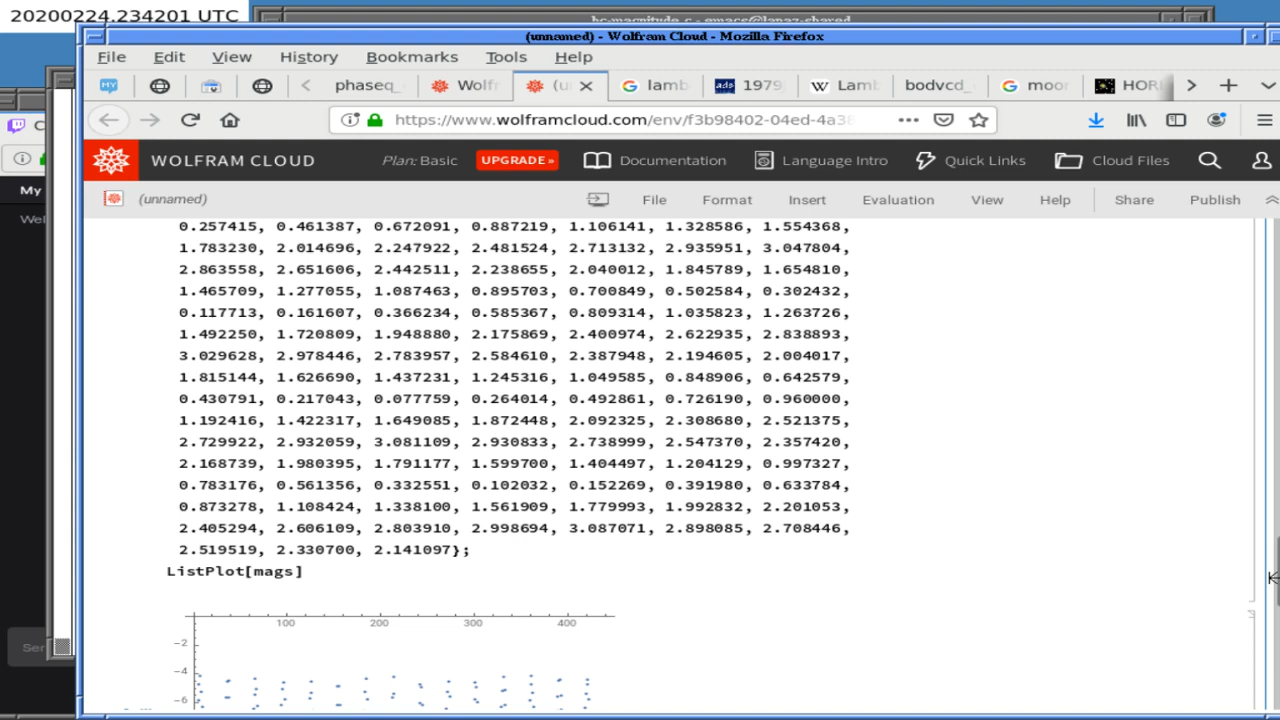 20200224.234201 UTC
bc-magnitude.c - emacs@lapaz-shared
(unnamed) - Wolfram Cloud - Mozilla Firefox
File Edit View History Bookmarks Tools Help
phaseq_ Wolfr (u lamb 1979 Lamb bodvcd_ moor HOR
https://www.wolframcloud.com/env/f3b98402-04ed-4a38
WOLFRAM CLOUD Plan: Basic UPGRADE » Documentation Language Intro Quick Links Cloud Files
My
(unnamed) File Format Insert Evaluation View Help Share Publish
Wel
0.257415, 0.461387, 0.672091, 0.887219, 1.106141, 1.328586, 1.554368,
1.783230, 2.014696, 2.247922, 2.481524, 2.713132, 2.935951, 3.047804,
2.863558, 2.651606, 2.442511, 2.238655, 2.040012, 1.845789, 1.654810,
1.465709, 1.277055, 1.087463, 0.895703, 0.700849, 0.502584, 0.302432,
0.117713, 0.161607, 0.366234, 0.585367, 0.809314, 1.035823, 1.263726,
1.492250, 1.720809, 1.948880, 2.175869, 2.400974, 2.622935, 2.838893,
3.029628, 2.978446, 2.783957, 2.584610, 2.387948, 2.194605, 2.004017,
1.815144, 1.626690, 1.437231, 1.245316, 1.049585, 0.848906, 0.642579,
0.430791, 0.217043, 0.077759, 0.264014, 0.492861, 0.726190, 0.960000,
1.192416, 1.422317, 1.649085, 1.872448, 2.092325, 2.308680, 2.521375,
2.729922, 2.932059, 3.081109, 2.930833, 2.738999, 2.547370, 2.357420,
2.168739, 1.980395, 1.791177, 1.599700, 1.404497, 1.204129, 0.997327,
0.783176, 0.561356, 0.332551, 0.102032, 0.152269, 0.391980, 0.633784,
0.873278, 1.108424, 1.338100, 1.561909, 1.779993, 1.992832, 2.201053,
2.405294, 2.606109, 2.803910, 2.998694, 3.087071, 2.898085, 2.708446,
2.519519, 2.330700, 2.141097};
ListPlot[mags]
100 200 300 400
−2
−4
−6
Ser